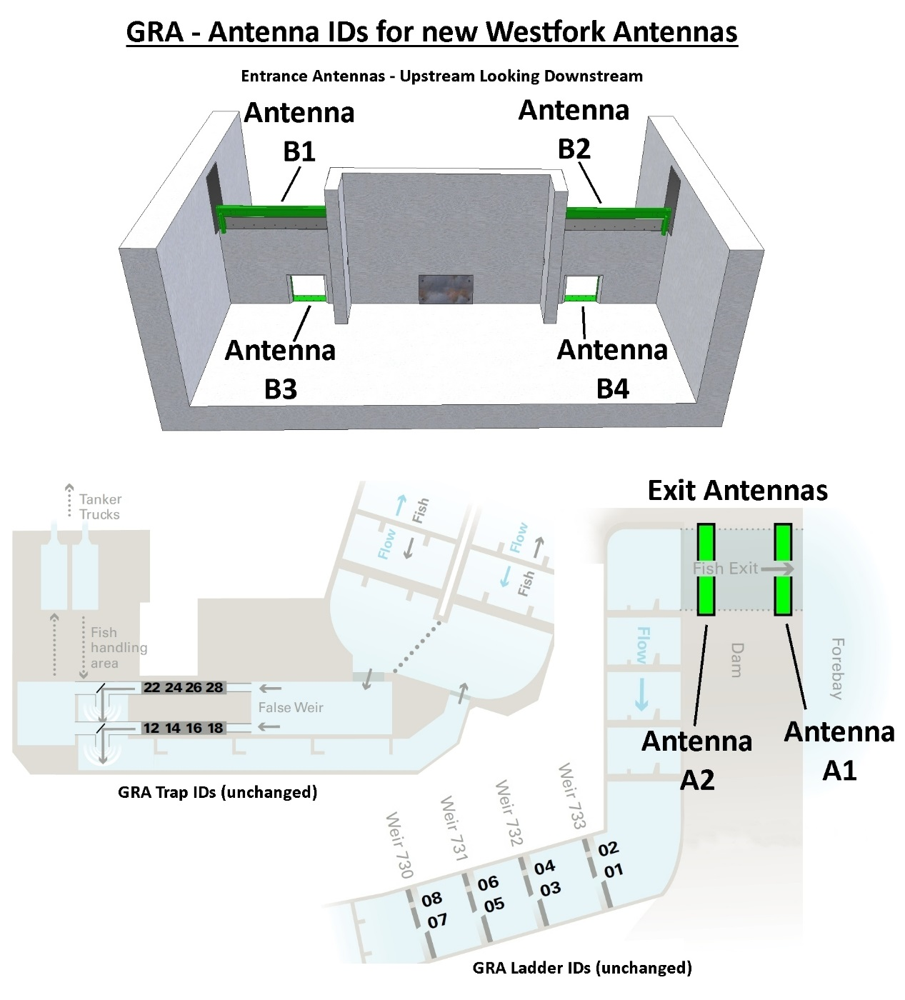 GRA - Antenna IDs for new Westfork Antennas
Entrance Antennas - Upstream Looking Downstream
Antenna
B1
Antenna
B2
Antenna
B3
Antenna
B4
Exit Antennas
Tanker
Trucks
Flow
Fish
Flow
Fish
Fish Exit
Fish
handling
area
Flow
Dam
Forebay
22 24 26 28
False Weir
12 14 16 18
Antenna
A2
Antenna
A1
GRA Trap IDs (unchanged)
Weir 730
Weir 731
Weir 732
Weir 733
02
01
04
03
06
05
08
07
GRA Ladder IDs (unchanged)